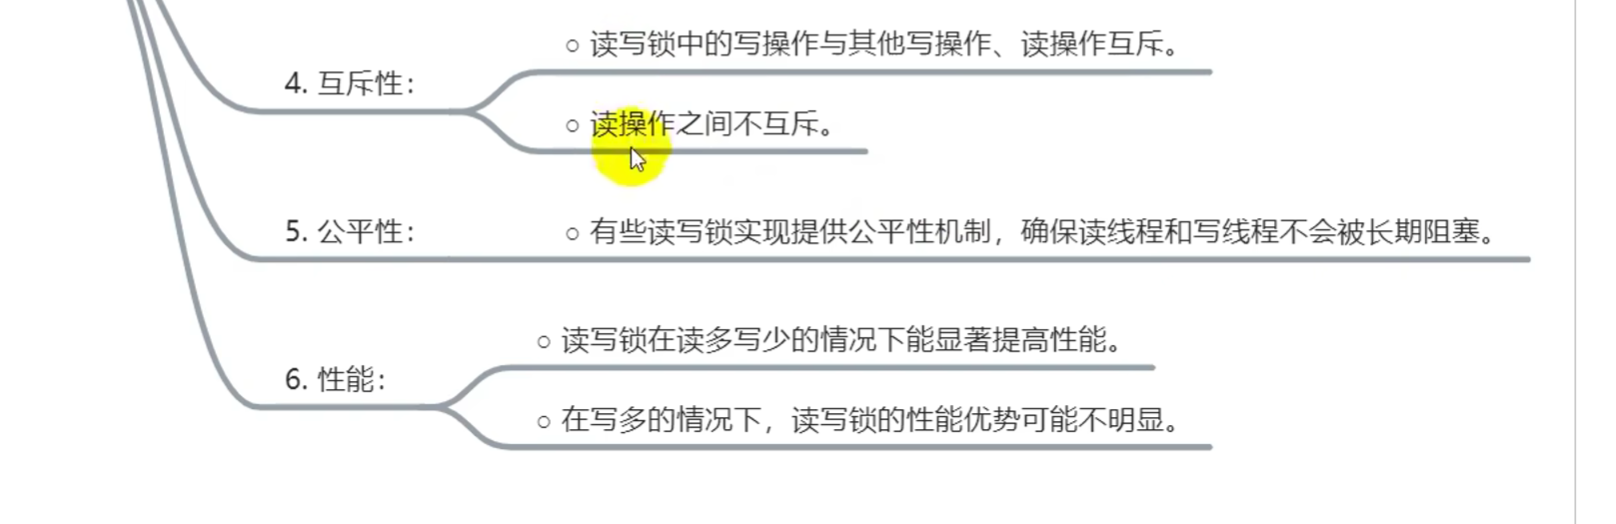 4. 互斥性：
○ 读写锁中的写操作与其他写操作、读操作互斥。
○ 读操作之间不互斥。
5. 公平性：
○ 有些读写锁实现提供公平性机制，确保读线程和写线程不会被长期阻塞。
6. 性能：
○ 读写锁在读多写少的情况下能显著提高性能。
○ 在写多的情况下，读写锁的性能优势可能不明显。